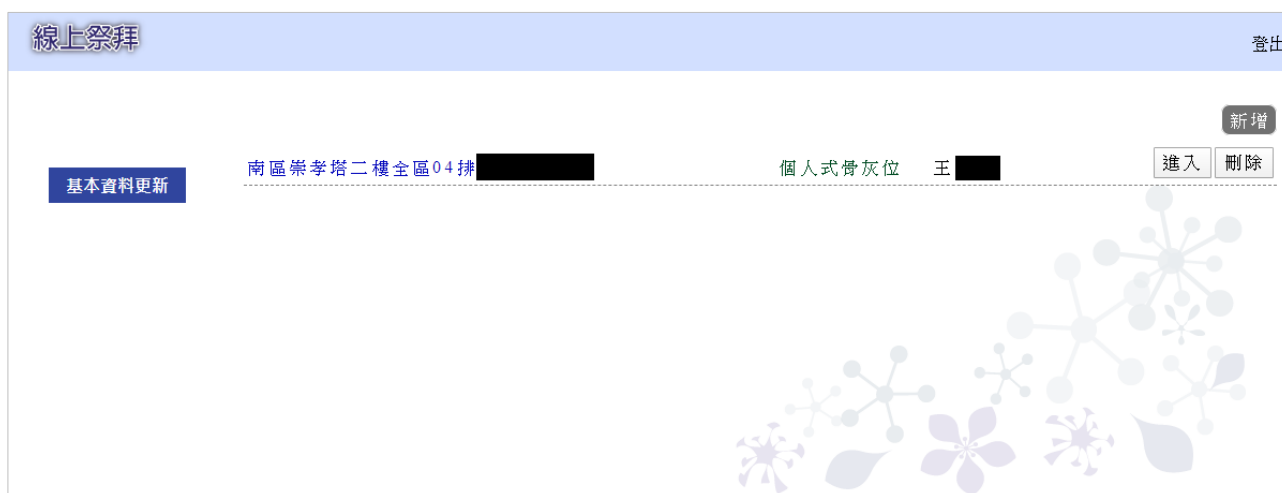 線上祭拜
登出
新增
基本資料更新
南區崇孝塔二樓全區04排 個人式骨灰位 王 進入 刪除